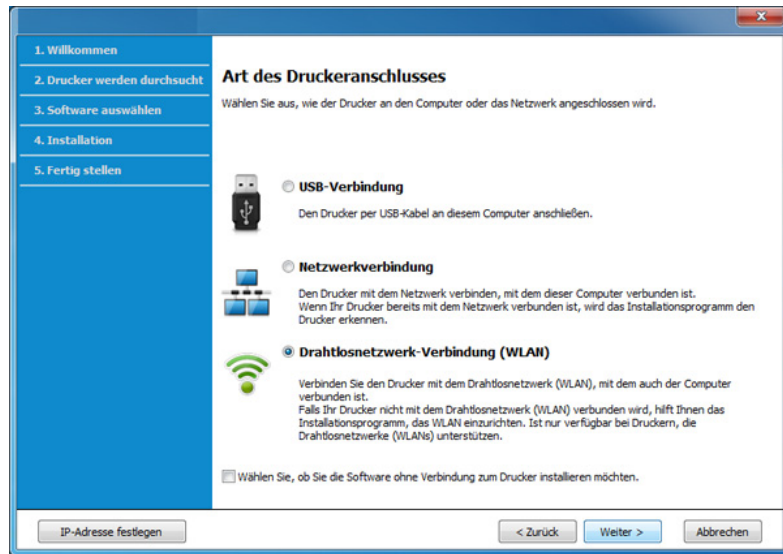 1. Willkommen
2. Drucker werden durchsucht
3. Software auswählen
4. Installation
5. Fertig stellen
Art des Druckeranschlusses
Wählen Sie aus, wie der Drucker an den Computer oder das Netzwerk angeschlossen wird.
USB-Verbindung
Den Drucker per USB-Kabel an diesem Computer anschließen.
Netzwerkverbindung
Den Drucker mit dem Netzwerk verbinden, mit dem dieser Computer verbunden ist.
Wenn Ihr Drucker bereits mit dem Netzwerk verbunden ist, wird das Installationsprogramm den
Drucker erkennen.
Drahtlosnetzwerk-Verbindung (WLAN)
Verbinden Sie den Drucker mit dem Drahtlosnetzwerk (WLAN), mit dem auch der Computer
verbunden ist.
Falls Ihr Drucker nicht mit dem Drahtlosnetzwerk (WLAN) verbunden wird, hilft Ihnen das
Installationsprogramm, das WLAN einzurichten. Ist nur verfügbar bei Druckern, die
Drahtlosnetzwerke (WLANs) unterstützen.
Wählen Sie, ob Sie die Software ohne Verbindung zum Drucker installieren möchten.
IP-Adresse festlegen
< Zurück
Weiter >
Abbrechen